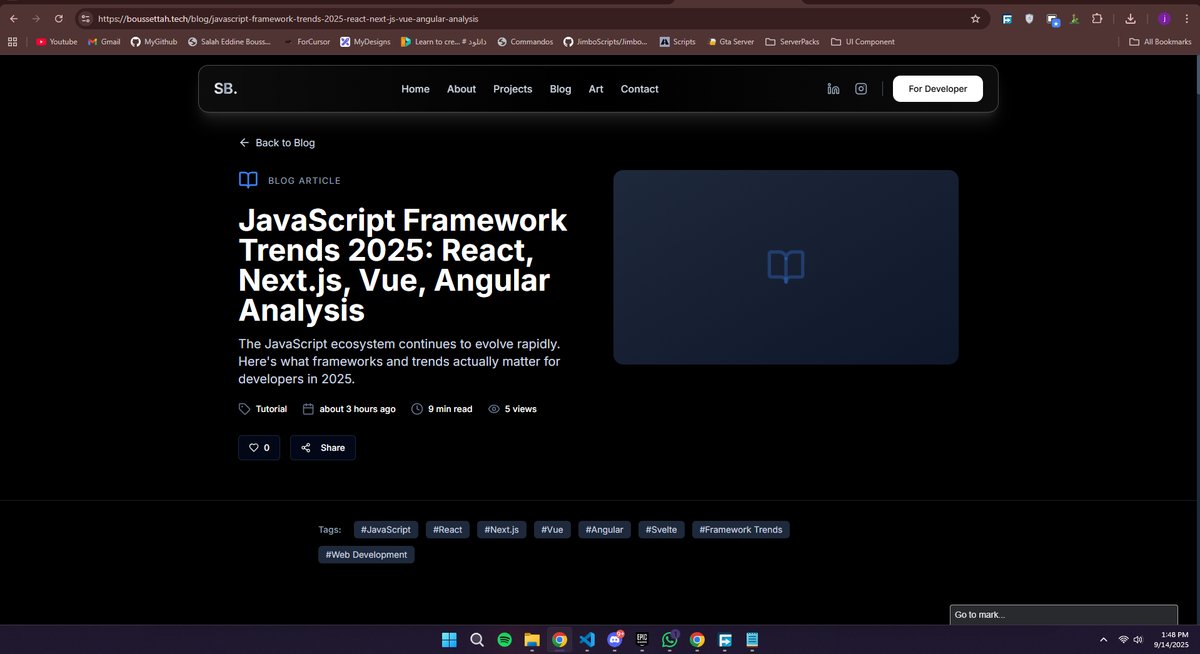 https://boussettah.tech/blog/javascript-framework-trends-2025-react-next-js-vue-angular-analysis
j
Youtube
Gmail
MyGithub
Salah Eddine Bouss...
ForCursor
MyDesigns
Learn to cre... # دانلود
Commandos
JimboScripts/Jimbo...
Scripts
Gta Server
ServerPacks
UI Component
All Bookmarks
SB.
Home
About
Projects
Blog
Art
Contact
For Developer
Back to Blog
BLOG ARTICLE
JavaScript Framework
Trends 2025: React,
Next.js, Vue, Angular
Analysis
The JavaScript ecosystem continues to evolve rapidly.
Here's what frameworks and trends actually matter for
developers in 2025.
Tutorial
about 3 hours ago
9 min read
5 views
0
Share
Tags:
#JavaScript
#React
#Next.js
#Vue
#Angular
#Svelte
#Framework Trends
#Web Development
Go to mark...
EPIC
1:48 PM
9/14/2025